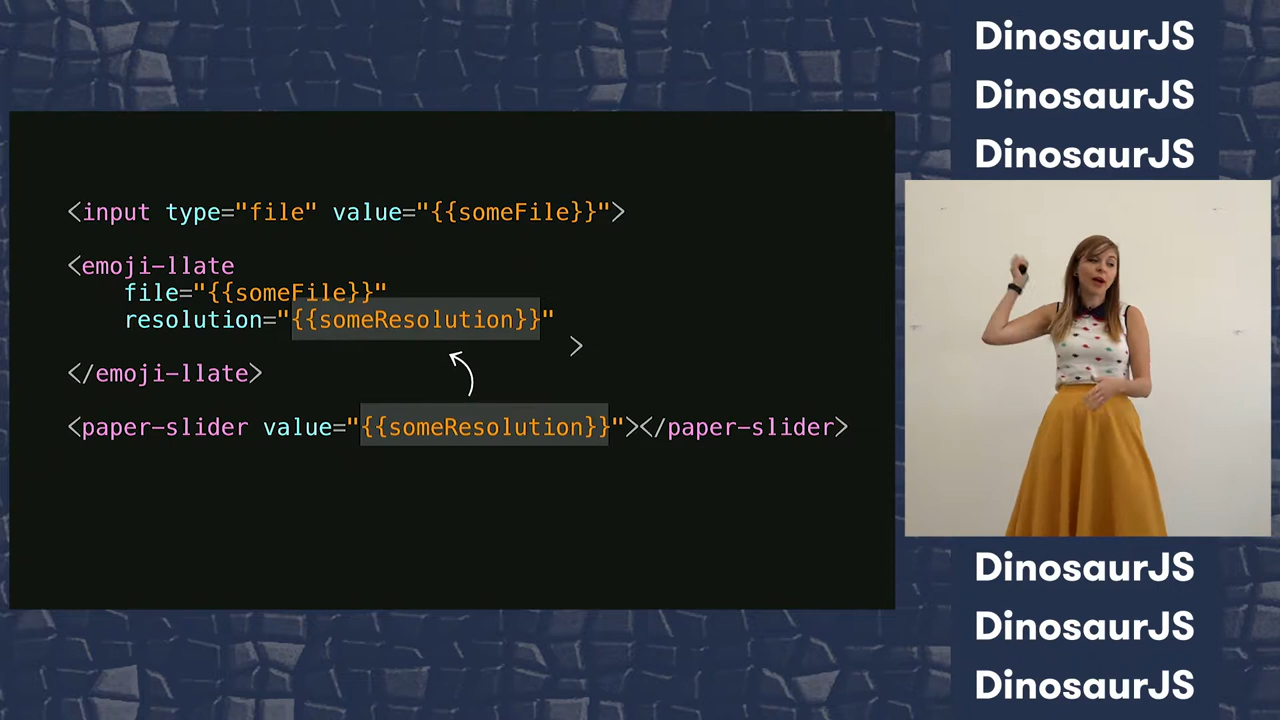 <input type="file" value="{{someFile}}">
<emoji-llate
file="{{someFile}}"
resolution="{{someResolution}}"
>
</emoji-llate>
<paper-slider value="{{someResolution}}"></paper-slider>
DinosaurJS
DinosaurJS
DinosaurJS
DinosaurJS
DinosaurJS
DinosaurJS